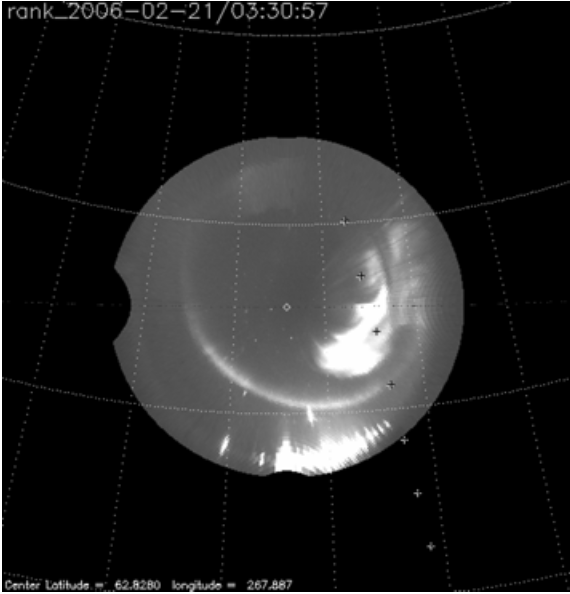 rank_2006-02-21/03:30:57
Center Latitude = 62.8280 longitude = 267.887